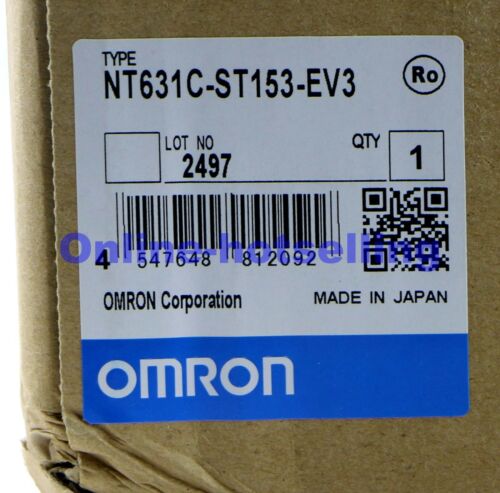 TYPE
NT631C-ST153-EV3
Ro
LOT NO
2497
QTY
1
Online-hotselling
4 547648 812092
OMRON Corporation
MADE IN JAPAN
OMRON